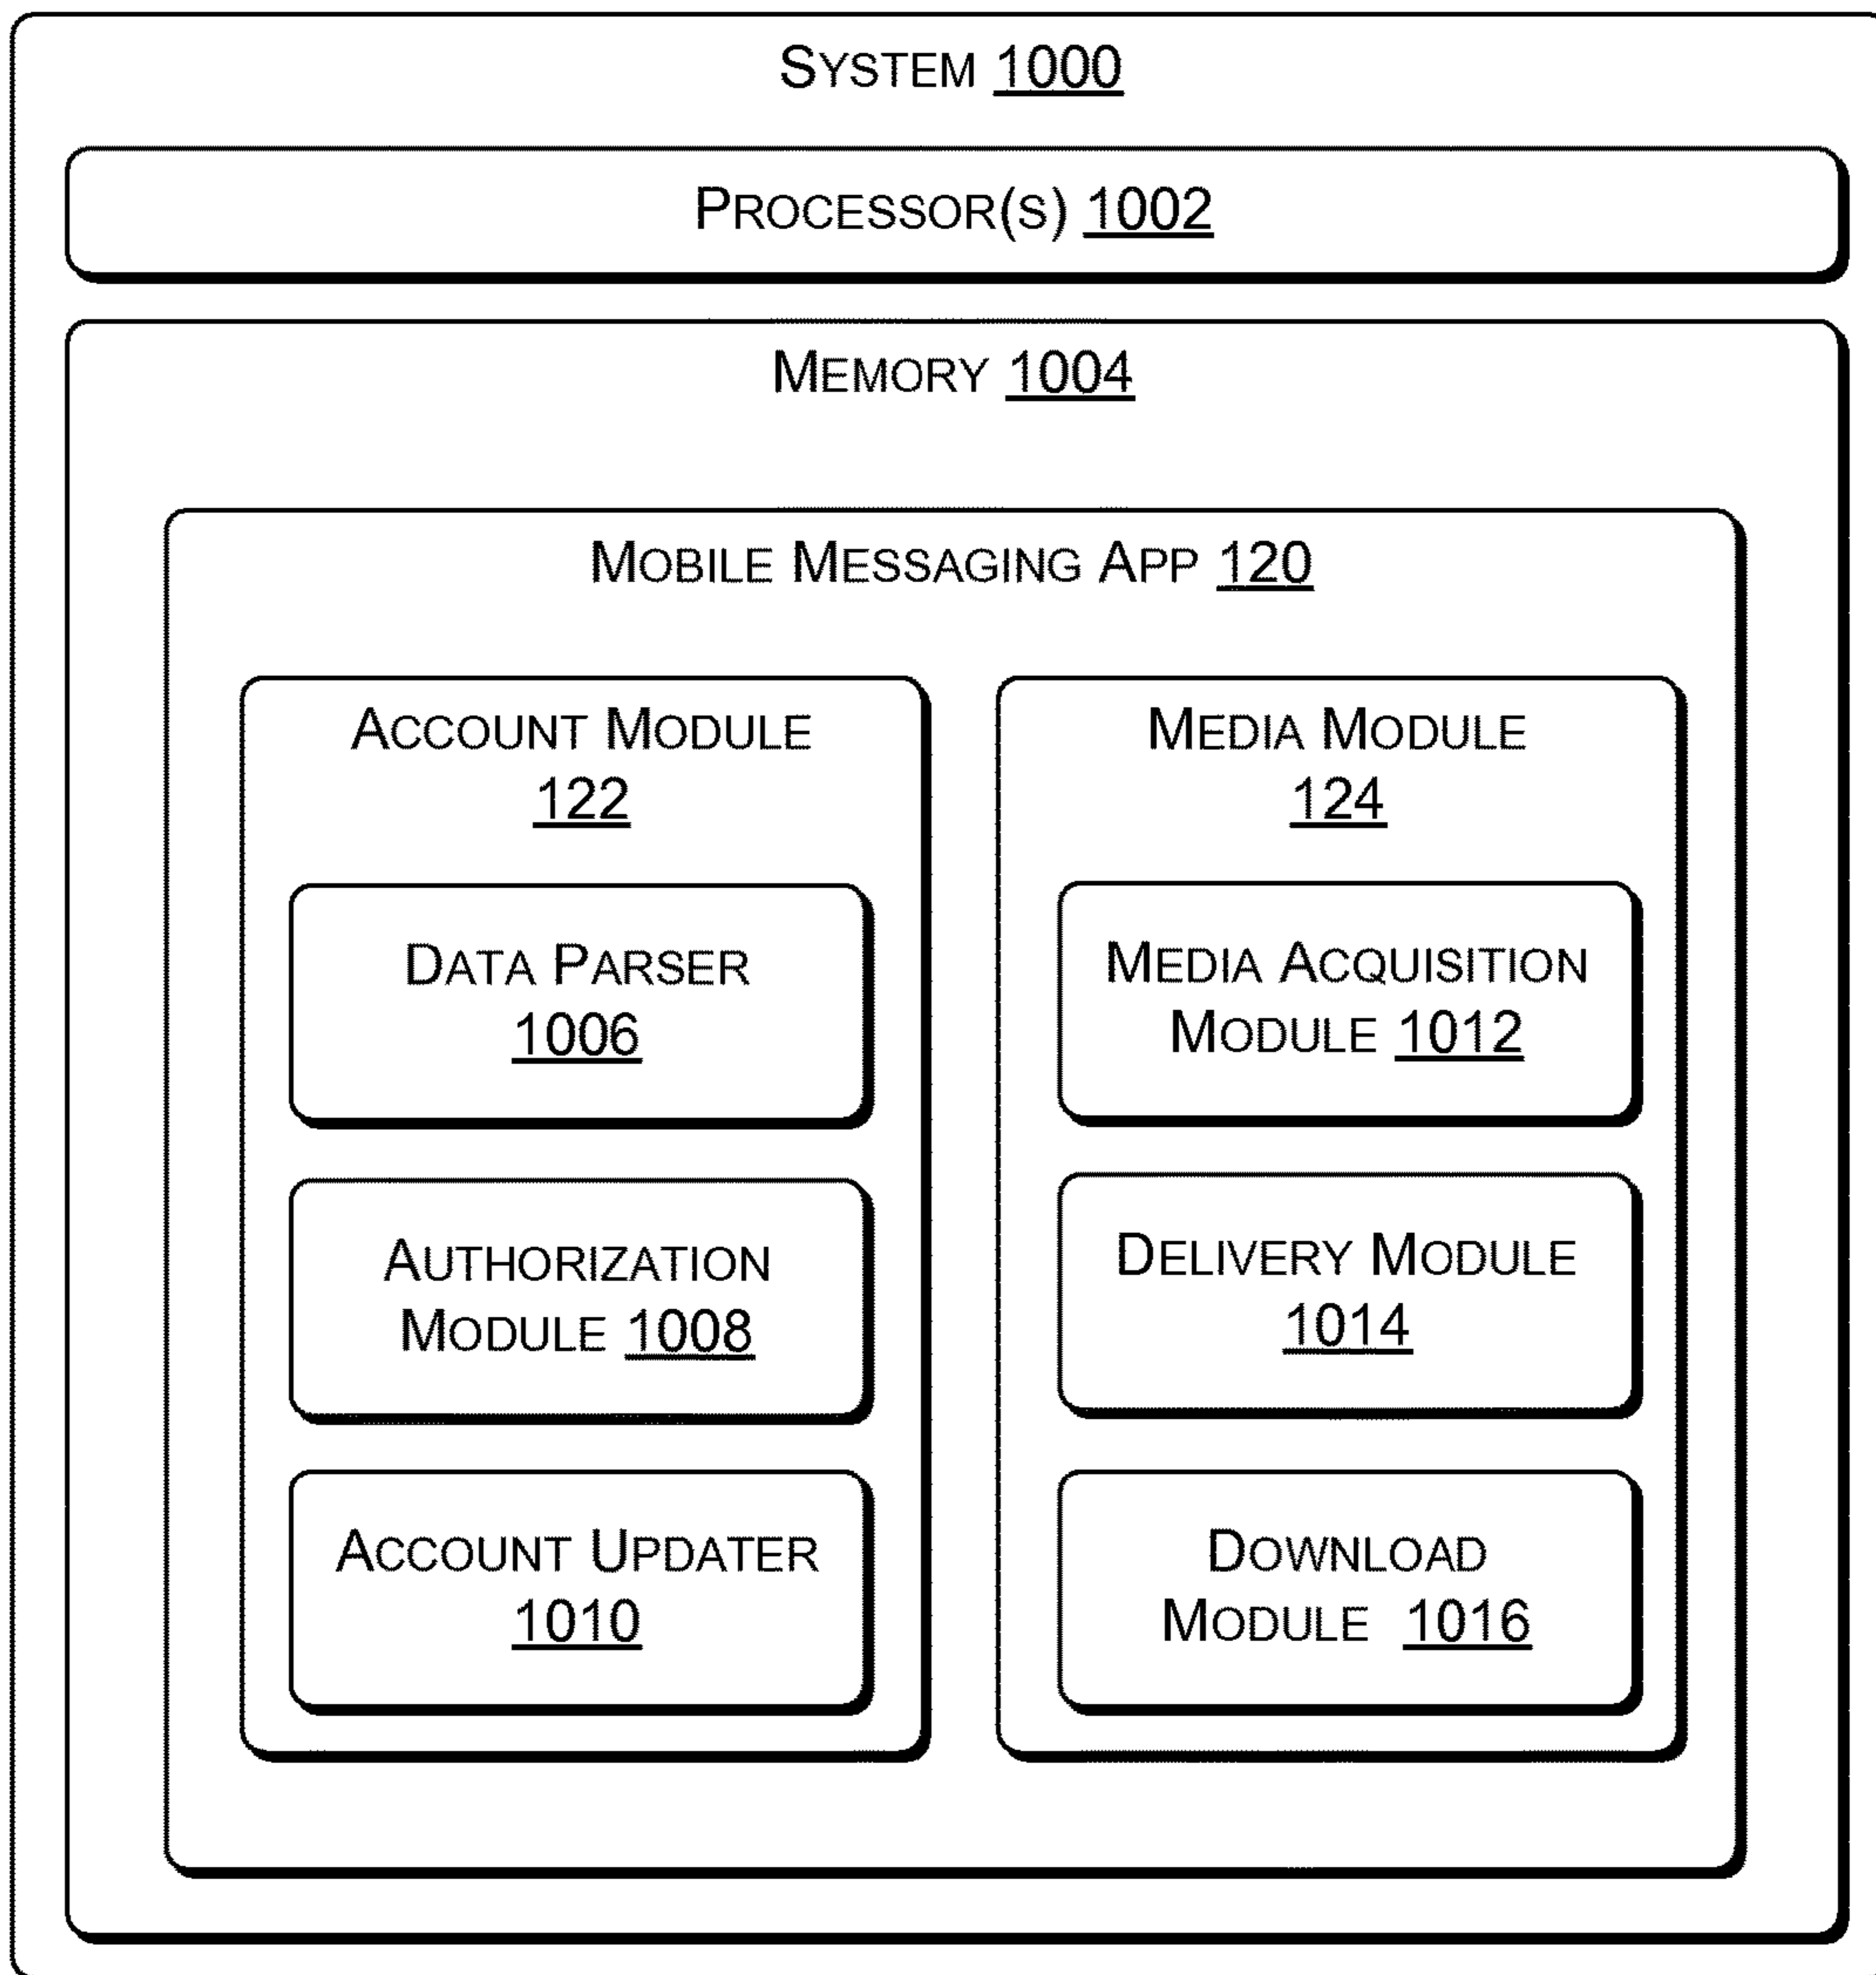 SYSTEM 1000
PROCESSOR(S) 1002
MEMORY 1004
MOBILE MESSAGING APP 120
ACCOUNT MODULE
122
DATA PARSER
1006
AUTHORIZATION
MODULE 1008
ACCOUNT UPDATER
1010
MEDIA MODULE
124
MEDIA ACQUISITION
MODULE 1012
DELIVERY MODULE
1014
DOWNLOAD
MODULE 1016